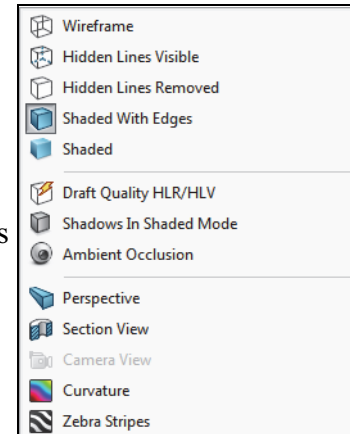 Wireframe
Hidden Lines Visible
Hidden Lines Removed
Shaded With Edges
Shaded
Draft Quality HLR/HLV
s
Shadows In Shaded Mode
Ambient Occlusion
Perspective
Section View
Camera View
Curvature
Zebra Stripes